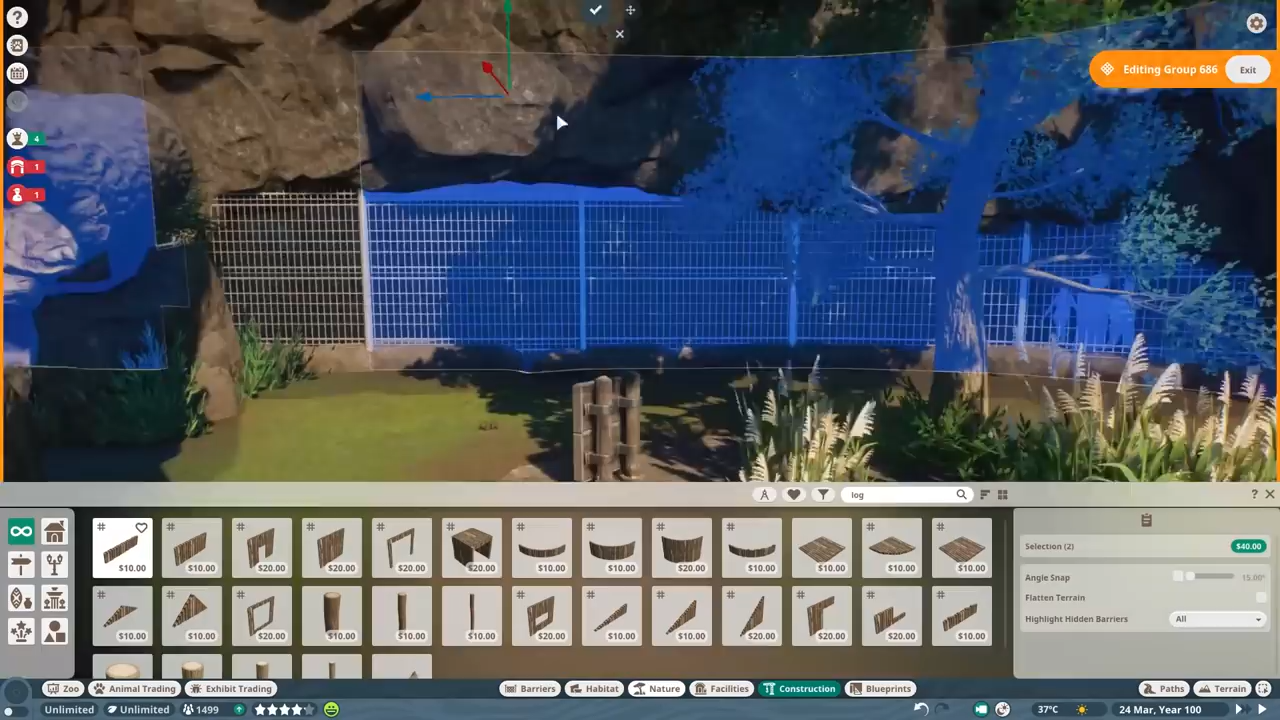 ?
Editing Group 686 Exit
4
1
1
log
? ×
$10.00 $10.00 $20.00 $10.00 $10.00 $20.00 $10.00 $10.00 $20.00 $10.00 $10.00 $10.00 $10.00
$10.00 $10.00 $20.00 $10.00 $10.00 $10.00 $20.00 $10.00 $10.00 $20.00 $20.00 $20.00 $10.00
Selection (2) $40.00
Angle Snap 15.00°
Flatten Terrain
Highlight Hidden Barriers All
Zoo Animal Trading Exhibit Trading Barriers Habitat Nature Facilities Construction Blueprints Paths Terrain
Unlimited Unlimited 1499 37°C 24 Mar, Year 100